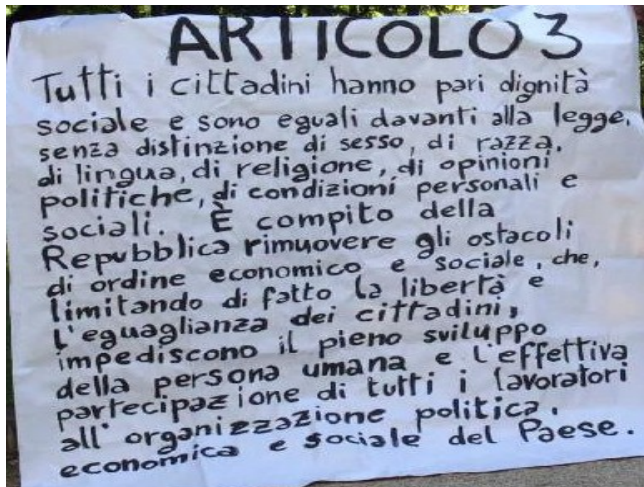 ARTICOLO 3
Tutti i cittadini hanno pari dignità
sociale e sono eguali davanti alla legge,
senza distinzione di sesso, di razza,
di lingua, di religione, di opinioni
politiche, di condizioni personali e
sociali. È compito della
Repubblica rimuovere gli ostacoli
di ordine economico e sociale, che,
limitando di fatto la libertà e
l'eguaglianza dei cittadini,
impediscono il pieno sviluppo
della persona umana e l'effettiva
partecipazione di tutti i lavoratori
all'organizzazione politica,
economica e sociale del Paese.